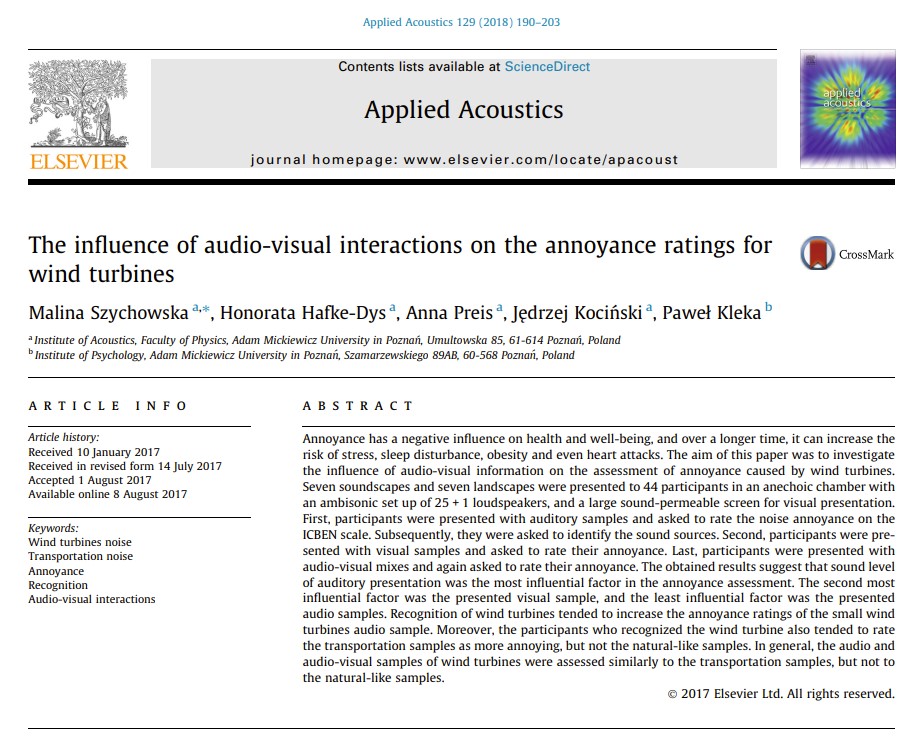 Applied Acoustics 129 (2018) 190–203
Contents lists available at ScienceDirect
Applied Acoustics
journal homepage: www.elsevier.com/locate/apacoust
ELSEVIER
applied
acoustics
The influence of audio-visual interactions on the annoyance ratings for
wind turbines
CrossMark
Malina Szychowska a,*, Honorata Hafke-Dys a, Anna Preis a, Jędrzej Kociński a, Paweł Kleka b
a Institute of Acoustics, Faculty of Physics, Adam Mickiewicz University in Poznań, Umultowska 85, 61-614 Poznań, Poland
b Institute of Psychology, Adam Mickiewicz University in Poznań, Szamarzewskiego 89AB, 60-568 Poznań, Poland
ARTICLE INFO
Article history:
Received 10 January 2017
Received in revised form 14 July 2017
Accepted 1 August 2017
Available online 8 August 2017
Keywords:
Wind turbines noise
Transportation noise
Annoyance
Recognition
Audio-visual interactions
ABSTRACT
Annoyance has a negative influence on health and well-being, and over a longer time, it can increase the
risk of stress, sleep disturbance, obesity and even heart attacks. The aim of this paper was to investigate
the influence of audio-visual information on the assessment of annoyance caused by wind turbines.
Seven soundscapes and seven landscapes were presented to 44 participants in an anechoic chamber with
an ambisonic set up of 25 + 1 loudspeakers, and a large sound-permeable screen for visual presentation.
First, participants were presented with auditory samples and asked to rate the noise annoyance on the
ICBEN scale. Subsequently, they were asked to identify the sound sources. Second, participants were pre-
sented with visual samples and asked to rate their annoyance. Last, participants were presented with
audio-visual mixes and again asked to rate their annoyance. The obtained results suggest that sound level
of auditory presentation was the most influential factor in the annoyance assessment. The second most
influential factor was the presented visual sample, and the least influential factor was the presented
audio samples. Recognition of wind turbines tended to increase the annoyance ratings of the small wind
turbines audio sample. Moreover, the participants who recognized the wind turbine also tended to rate
the transportation samples as more annoying, but not the natural-like samples. In general, the audio and
audio-visual samples of wind turbines were assessed similarly to the transportation samples, but not to
the natural-like samples.
© 2017 Elsevier Ltd. All rights reserved.